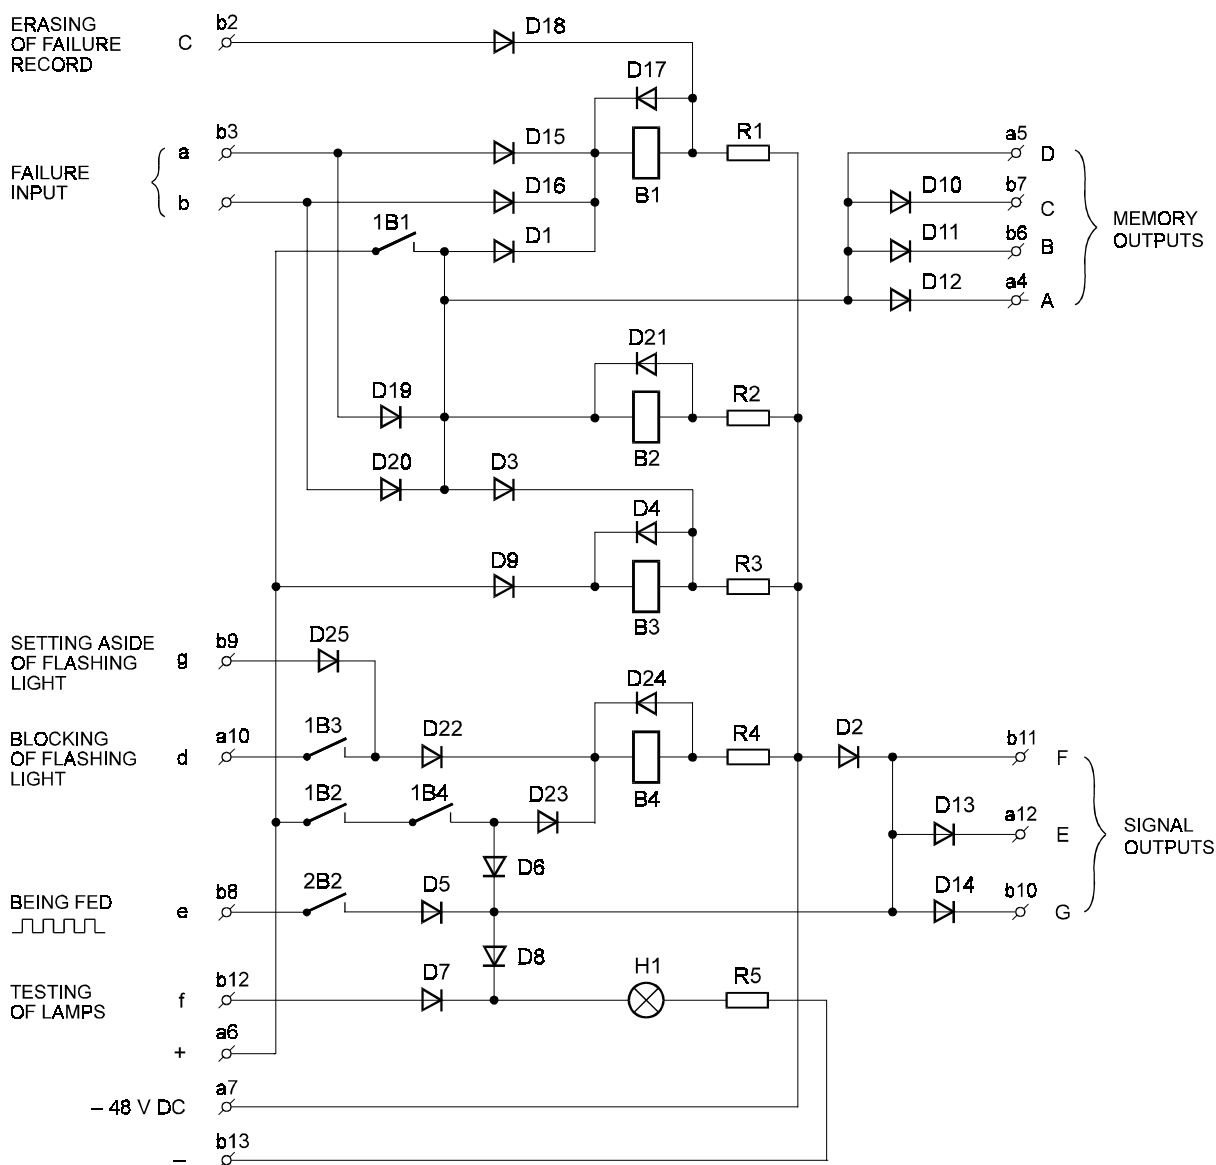 ERASING
OF FAILURE
RECORD
C
b2
D18
D17
FAILURE
INPUT
a
b3
D15
B1
R1
b
D16
1B1
D1
a5
D
D10
b7
C
D11
b6
B
D12
a4
A
MEMORY
OUTPUTS
D21
D19
B2
R2
D20
D3
D4
D9
B3
R3
SETTING ASIDE
OF FLASHING
LIGHT
g
b9
D25
D24
BLOCKING
OF FLASHING
LIGHT
d
a10
1B3
D22
B4
R4
D2
b11
F
1B2
1B4
D23
D13
a12
E
SIGNAL
OUTPUTS
D6
BEING FED
e
b8
2B2
D5
D14
b10
G
D8
TESTING
OF LAMPS
f
b12
D7
H1
R5
+
a6
– 48 V DC
a7
–
b13